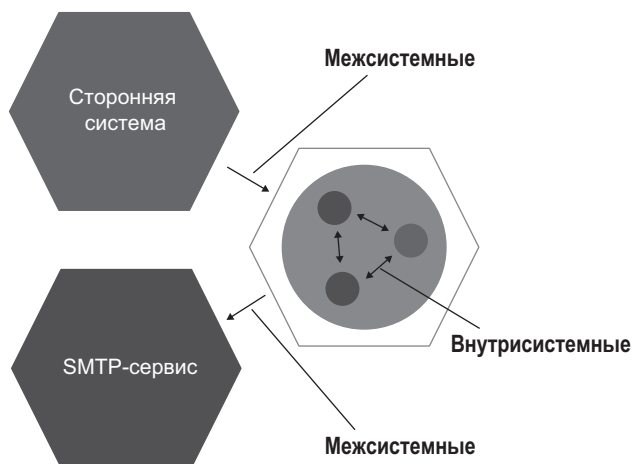 Межсистемные
Сторонняя
система
Внутрисистемные
SMTP-сервис
Межсистемные